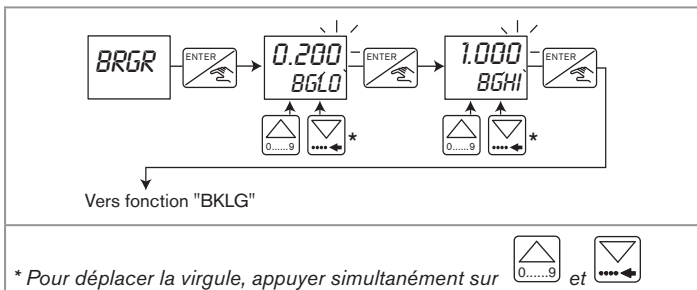 BRGR
ENTER
0.200
BGLO
ENTER
1.000
BGHI
ENTER
0......9
*
0......9
*
Vers fonction "BKLG"
* Pour déplacer la virgule, appuyer simultanément sur 0......9 et